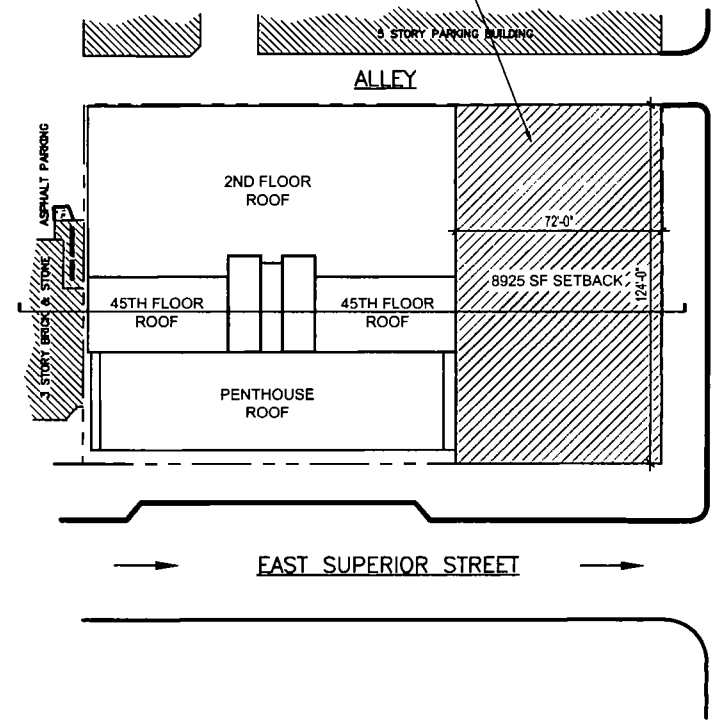 5 STORY PARKING BUILDING
ALLEY
ASPHALT PARKING
3 STORY BRICK & STONE
2ND FLOOR
ROOF
72'-0"
8925 SF SETBACK
124'-0"
45TH FLOOR
ROOF
45TH FLOOR
ROOF
PENTHOUSE
ROOF
EAST SUPERIOR STREET